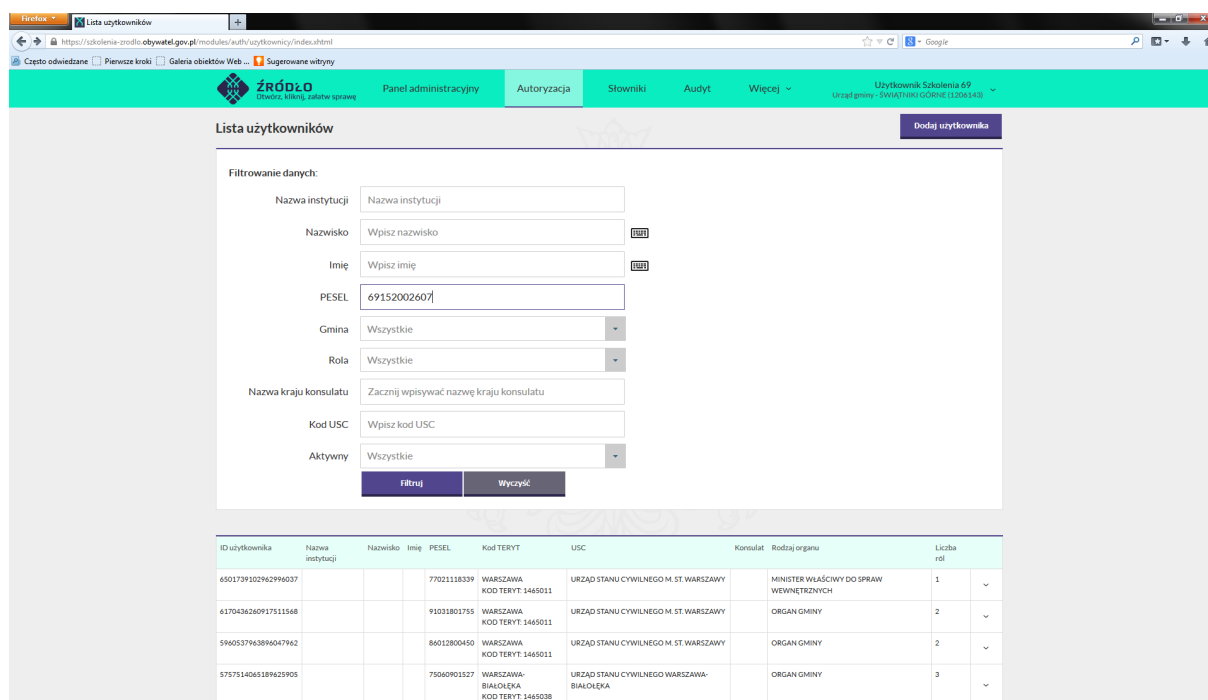 Firefox
Lista użytkowników
https://szkolenia-zrodlo.obywatel.gov.pl/modules/auth/uzytkownicy/index.xhtml
Google
Często odwiedzane Pierwsze kroki Galeria obiektów Web ... Sugerowane witryny
ŹRÓDŁO
Otwórz, kliknij, załatw sprawę
Panel administracyjny Autoryzacja Słowniki Audyt Więcej
Użytkownik Szkolenia 69
Urząd gminy - ŚWIĄTNIKI GÓRNE (1206143)
Lista użytkowników
Dodaj użytkownika
Filtrowanie danych:
Nazwa instytucji Nazwa instytucji
Nazwisko Wpisz nazwisko
Imię Wpisz imię
PESEL 69152002607
Gmina Wszystkie
Rola Wszystkie
Nazwa kraju konsulatu Zacznij wpisywać nazwę kraju konsulatu
Kod USC Wpisz kod USC
Aktywny Wszystkie
Filtruj Wyczyść
ID użytkownika Nazwa instytucji Nazwisko Imię PESEL Kod TERYT USC Konsulat Rodzaj organu Liczba ról
6501739102962996037 77021118339 WARSZAWA URZĄD STANU CYWILNEGO M. ST. WARSZAWY MINISTER WŁAŚCIWY DO SPRAW 1
KOD TERYT: 1465011 WEWNĘTRZNYCH
6170436260917511568 91031801755 WARSZAWA URZĄD STANU CYWILNEGO M. ST. WARSZAWY ORGAN GMINY 2
KOD TERYT: 1465011
5960537963896047962 86012800450 WARSZAWA URZĄD STANU CYWILNEGO M. ST. WARSZAWY ORGAN GMINY 2
KOD TERYT: 1465011
5757514065189625905 75060901527 WARSZAWA- URZĄD STANU CYWILNEGO WARSZAWA- ORGAN GMINY 3
BIAŁOŁĘKA BIAŁOŁĘKA
KOD TERYT: 1465038